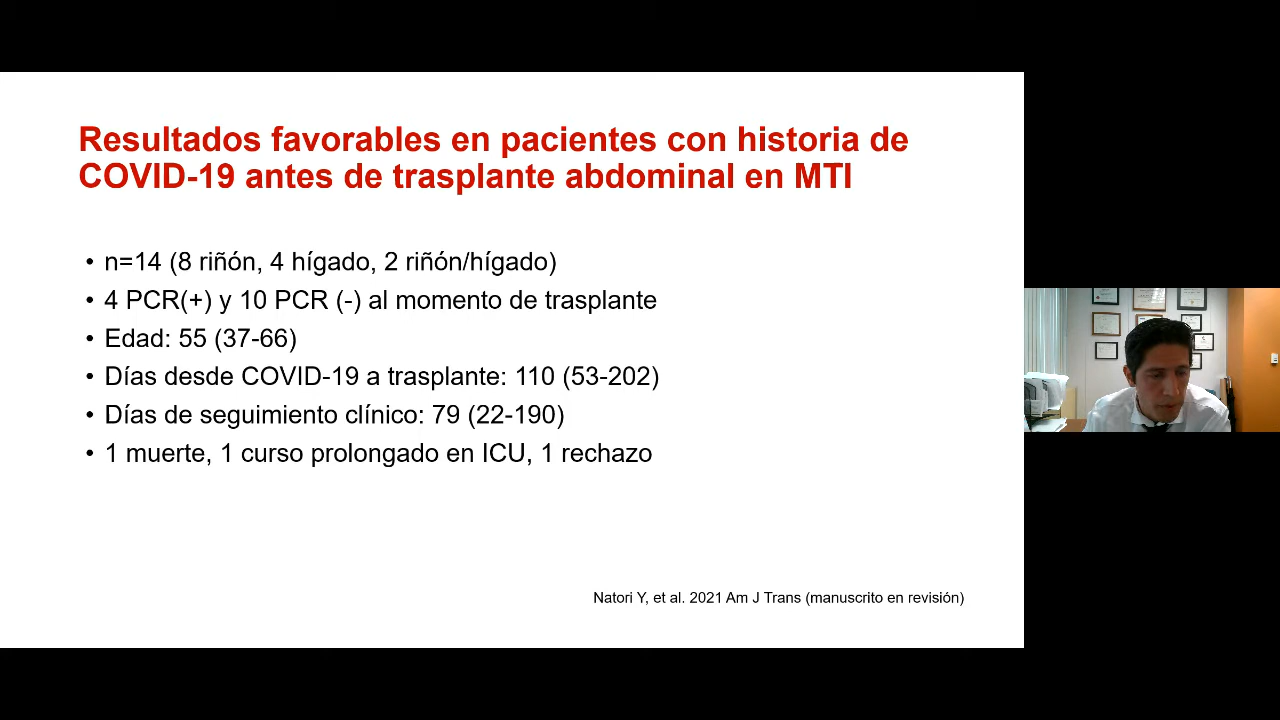 Resultados favorables en pacientes con historia de
COVID-19 antes de trasplante abdominal en MTI
• n=14 (8 riñón, 4 hígado, 2 riñón/hígado)
• 4 PCR(+) y 10 PCR (-) al momento de trasplante
• Edad: 55 (37-66)
• Días desde COVID-19 a trasplante: 110 (53-202)
• Días de seguimiento clínico: 79 (22-190)
• 1 muerte, 1 curso prolongado en ICU, 1 rechazo
Natori Y, et al. 2021 Am J Trans (manuscrito en revisión)